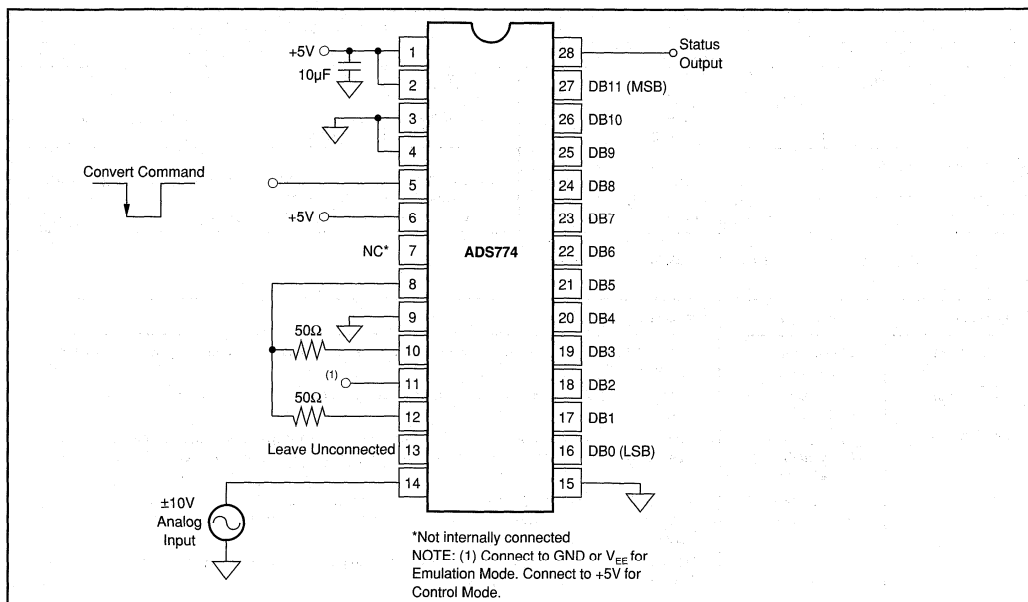 +5V
10µF
1
2
3
4
Convert Command
5
+5V
6
NC*
7
8
9
50Ω
10
(1)
11
50Ω
12
Leave Unconnected
13
14
±10V
Analog
Input
ADS774
28
Status
Output
27 DB11 (MSB)
26 DB10
25 DB9
24 DB8
23 DB7
22 DB6
21 DB5
20 DB4
19 DB3
18 DB2
17 DB1
16 DB0 (LSB)
15
*Not internally connected
NOTE: (1) Connect to GND or VEE for
Emulation Mode. Connect to +5V for
Control Mode.